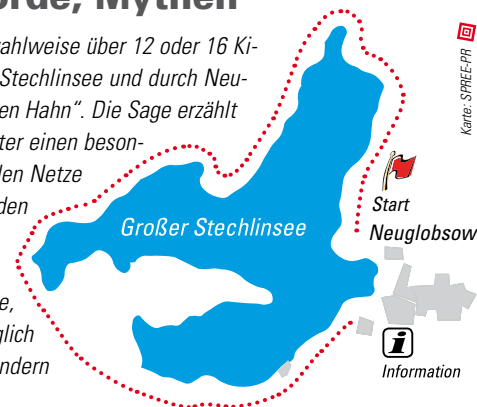 örde, Mythen
ahlweise über 12 oder 16 Ki-
Stechlinsee und durch Neu-
en Hahn“. Die Sage erzählt
ter einen beson-
len Netze
den
e,
glich
ndern
Großer Stechlinsee
Start
Neuglobsow
Information
Karte: SPREE-PR